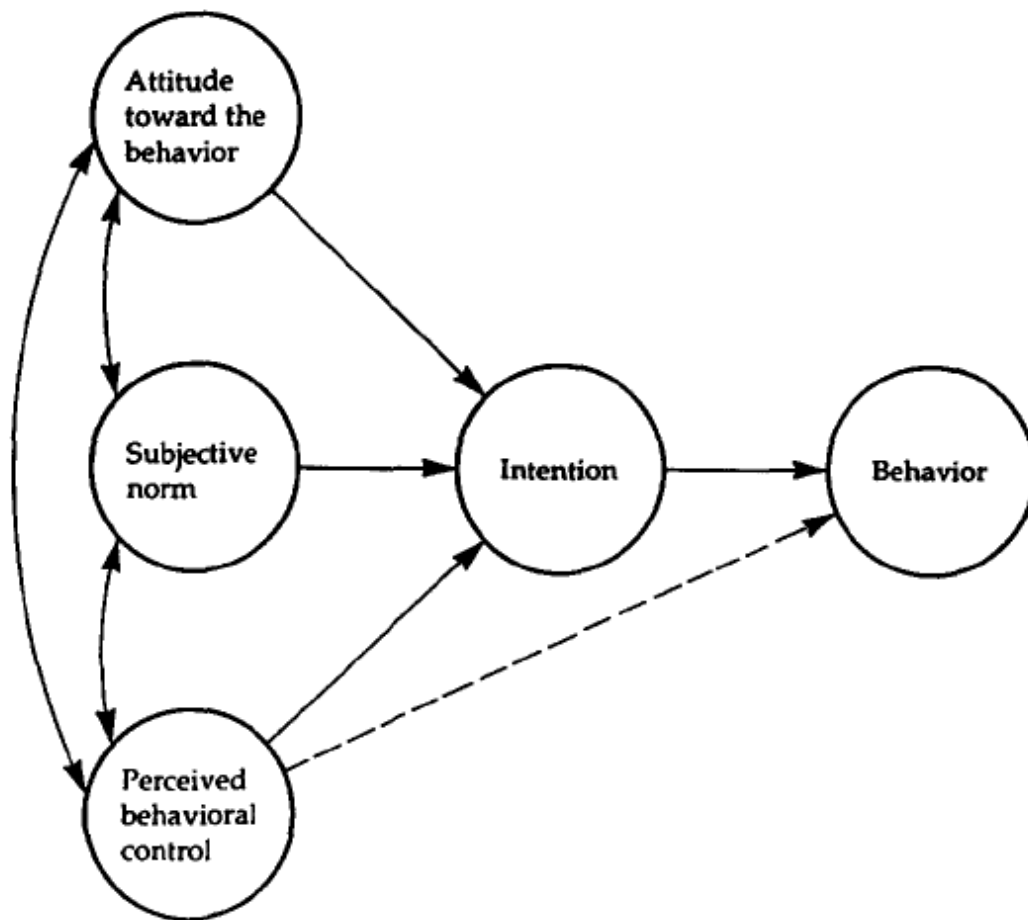 Attitude
toward the
behavior
Subjective
norm
Intention
Behavior
Perceived
behavioral
control